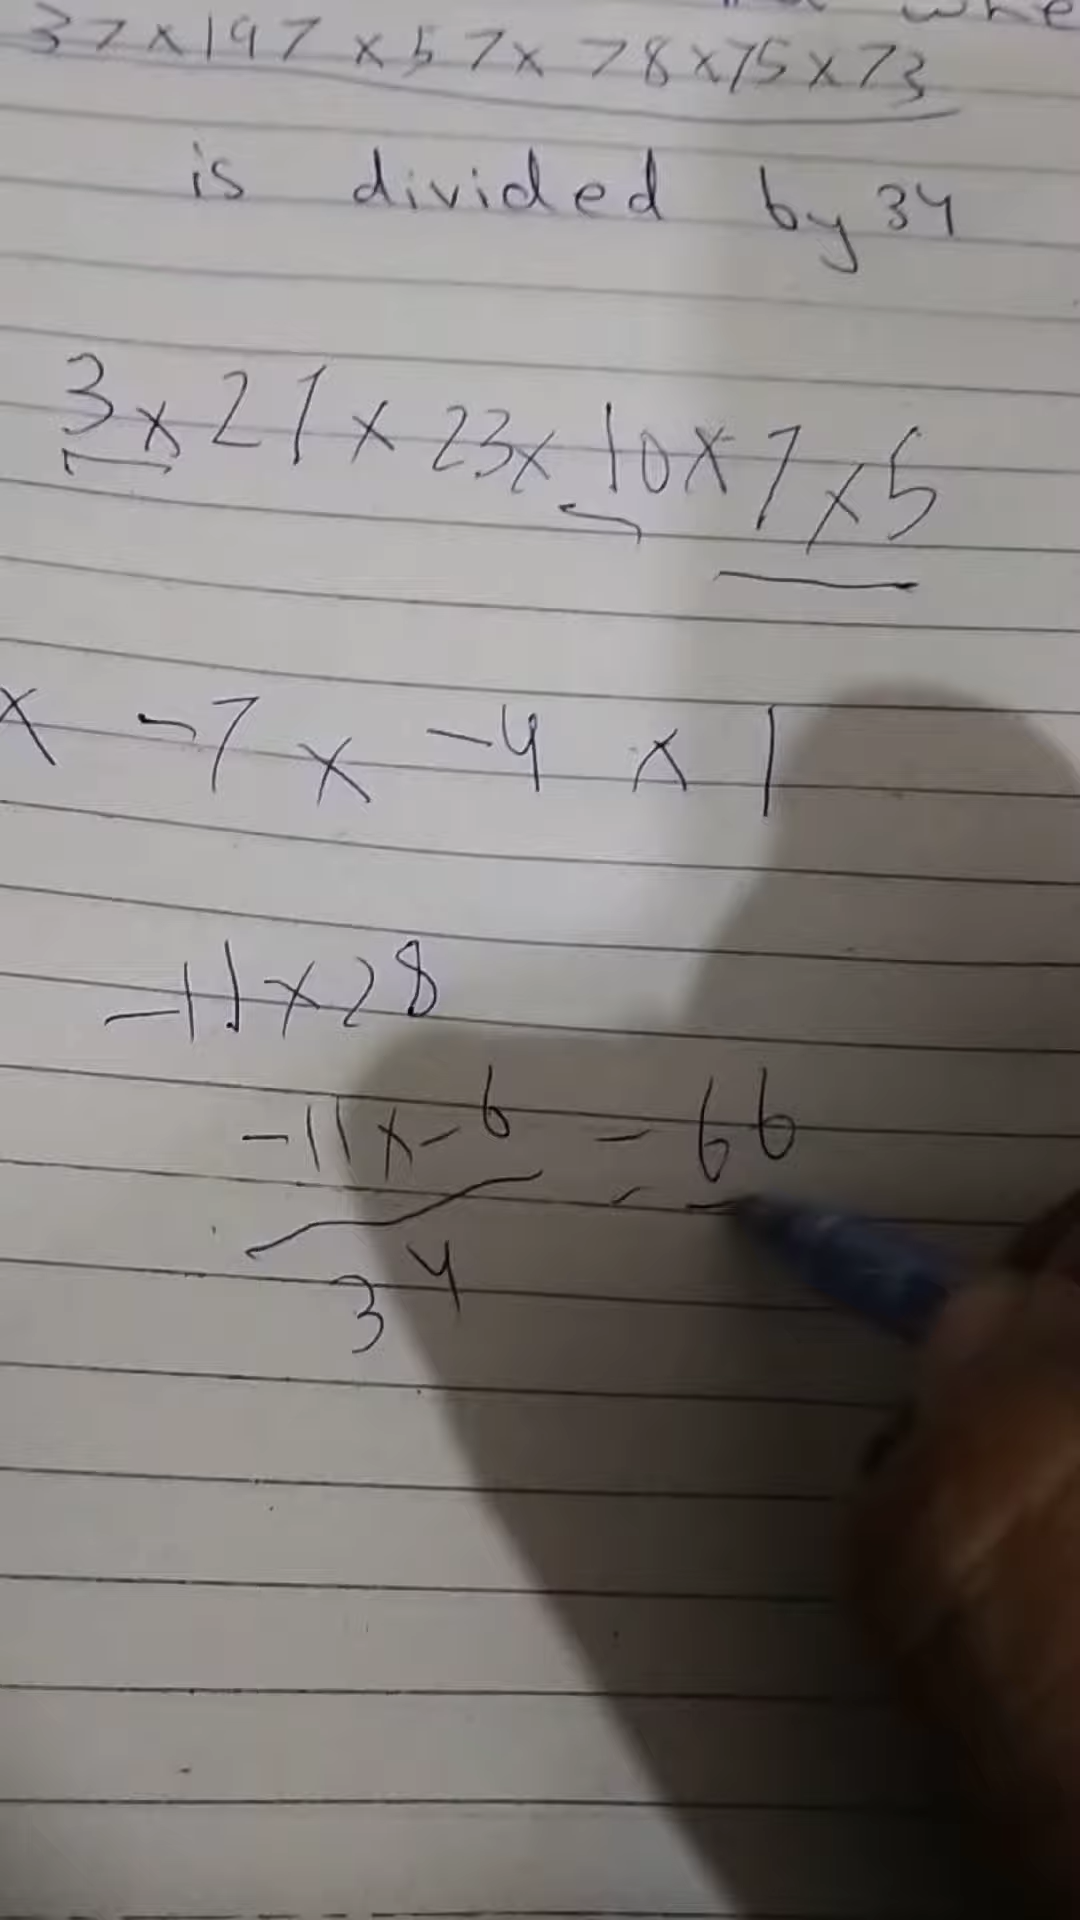 whe
37 x 197 x 57 x 78 x 75 x 73
is divided by 34
3 x 27 x 23 x 10 x 7 x 5
x -7 x -4 x 1
-11 x 28
-11 x -6 = 66
34